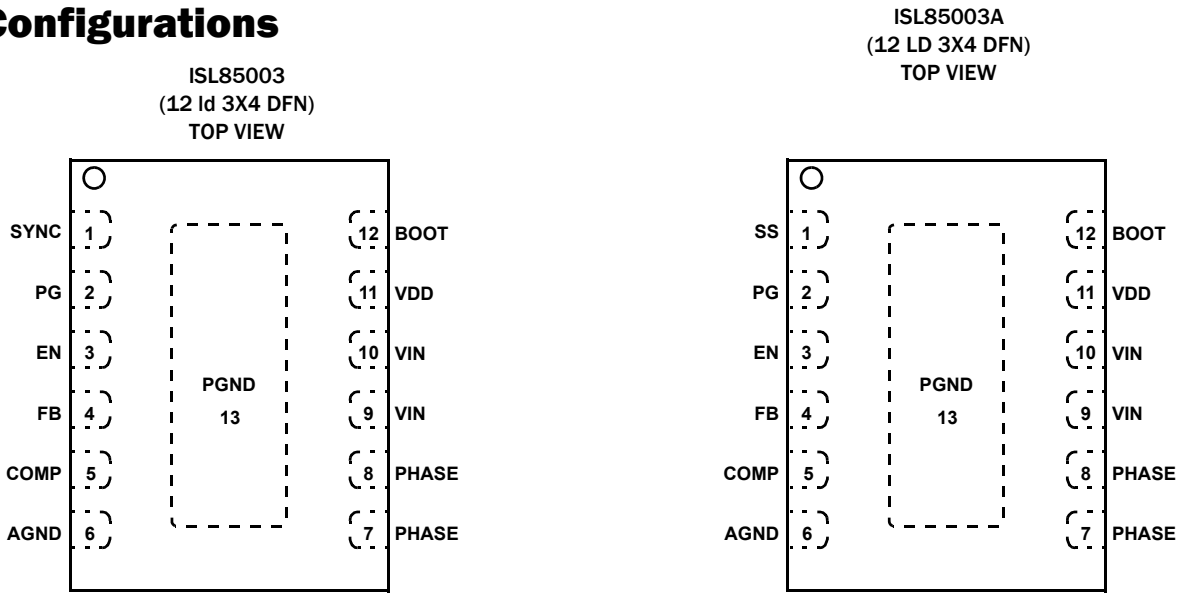 Configurations
ISL85003
(12 ld 3X4 DFN)
TOP VIEW
SYNC 1
PG 2
EN 3
FB 4
COMP 5
AGND 6
PGND
13
12 BOOT
11 VDD
10 VIN
9 VIN
8 PHASE
7 PHASE
ISL85003A
(12 LD 3X4 DFN)
TOP VIEW
SS 1
PG 2
EN 3
FB 4
COMP 5
AGND 6
PGND
13
12 BOOT
11 VDD
10 VIN
9 VIN
8 PHASE
7 PHASE